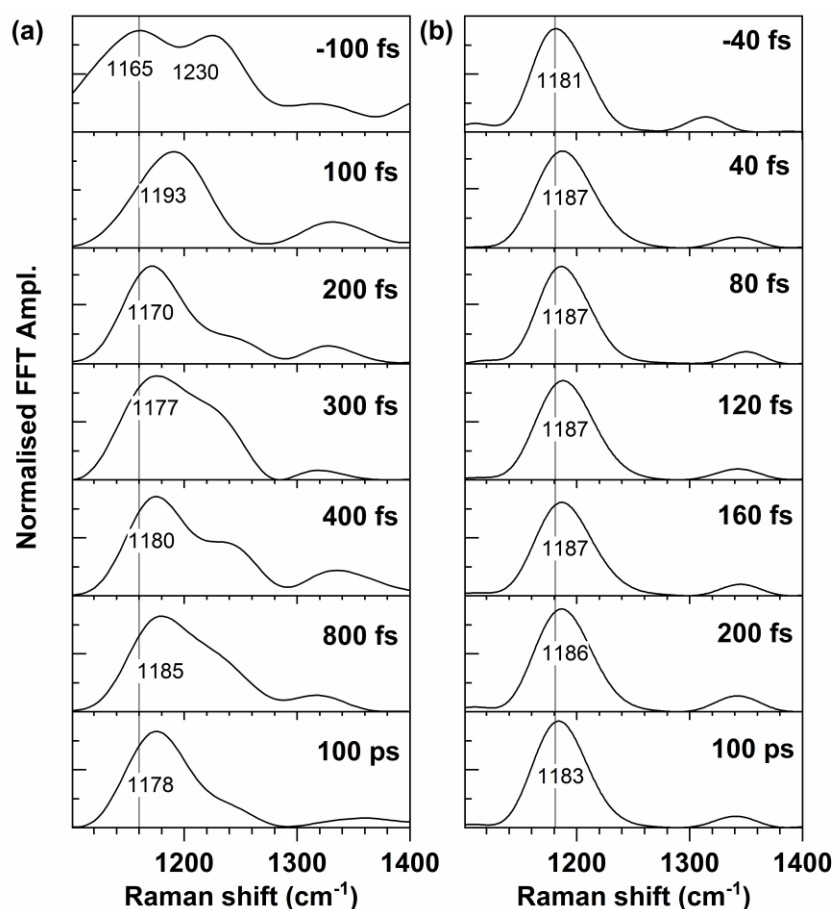 (a)
-100 fs
1165 1230
100 fs
1193
200 fs
1170
300 fs
1177
400 fs
1180
800 fs
1185
100 ps
1178
1200 1300 1400
Raman shift (cm-1)
Normalised FFT Ampl.
(b)
-40 fs
1181
40 fs
1187
80 fs
1187
120 fs
1187
160 fs
1187
200 fs
1186
100 ps
1183
1200 1300 1400
Raman shift (cm-1)